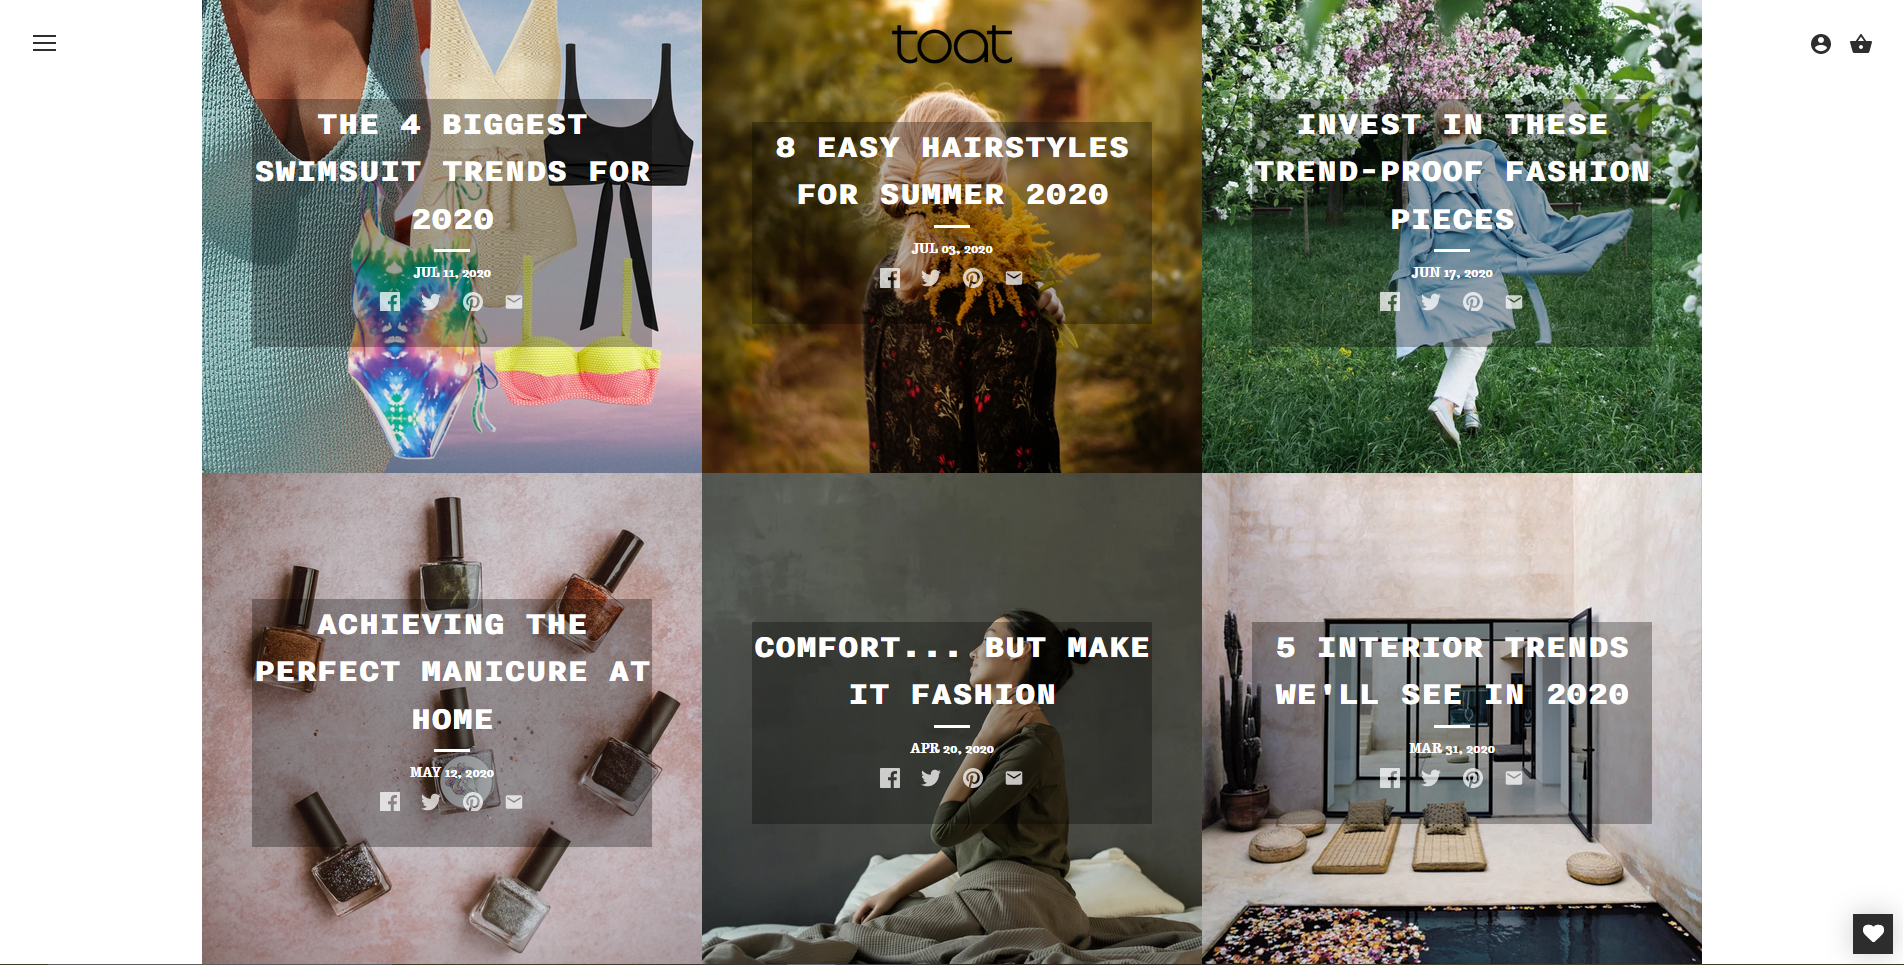 toat
THE 4 BIGGEST
SWIMSUIT TRENDS FOR
2020
JUL 11, 2020
8 EASY HAIRSTYLES
FOR SUMMER 2020
JUL 03, 2020
INVEST IN THESE
TREND-PROOF FASHION
PIECES
JUN 17, 2020
ACHIEVING THE
PERFECT MANICURE AT
HOME
MAY 12, 2020
COMFORT... BUT MAKE
IT FASHION
APR 20, 2020
5 INTERIOR TRENDS
WE'LL SEE IN 2020
MAR 31, 2020